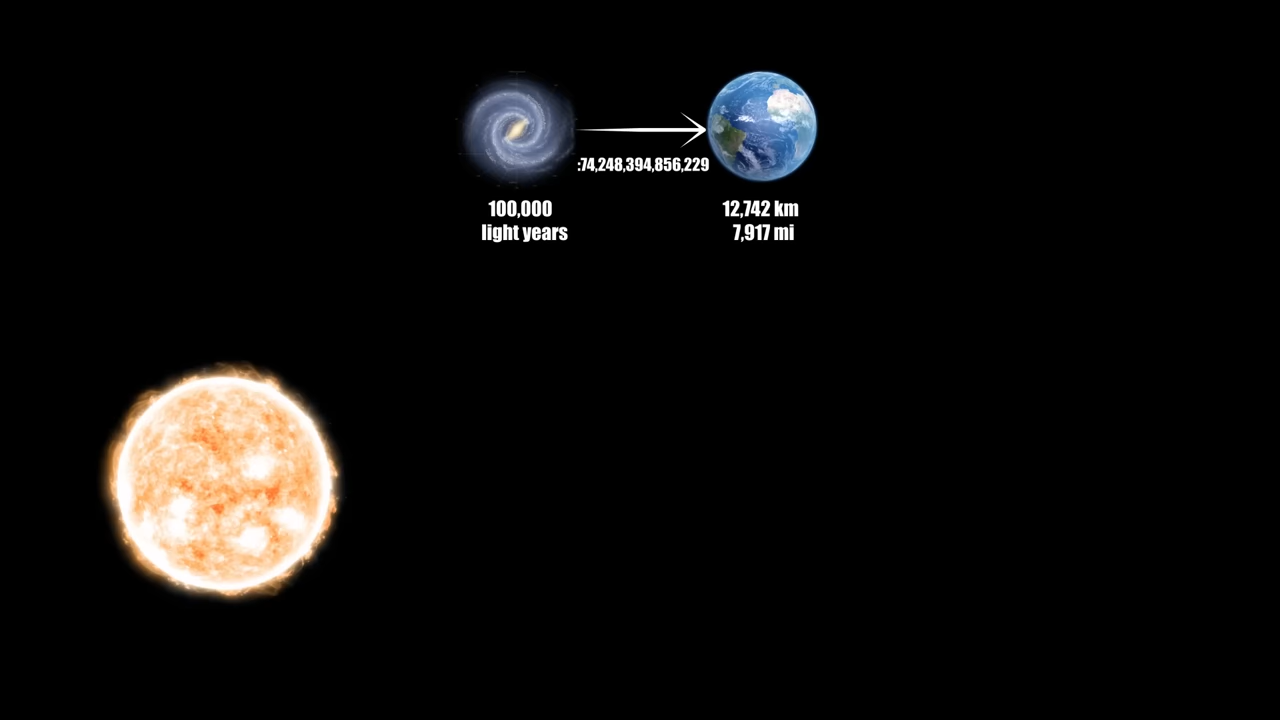 :74,248,394,856,229
100,000
light years
12,742 km
7,917 mi